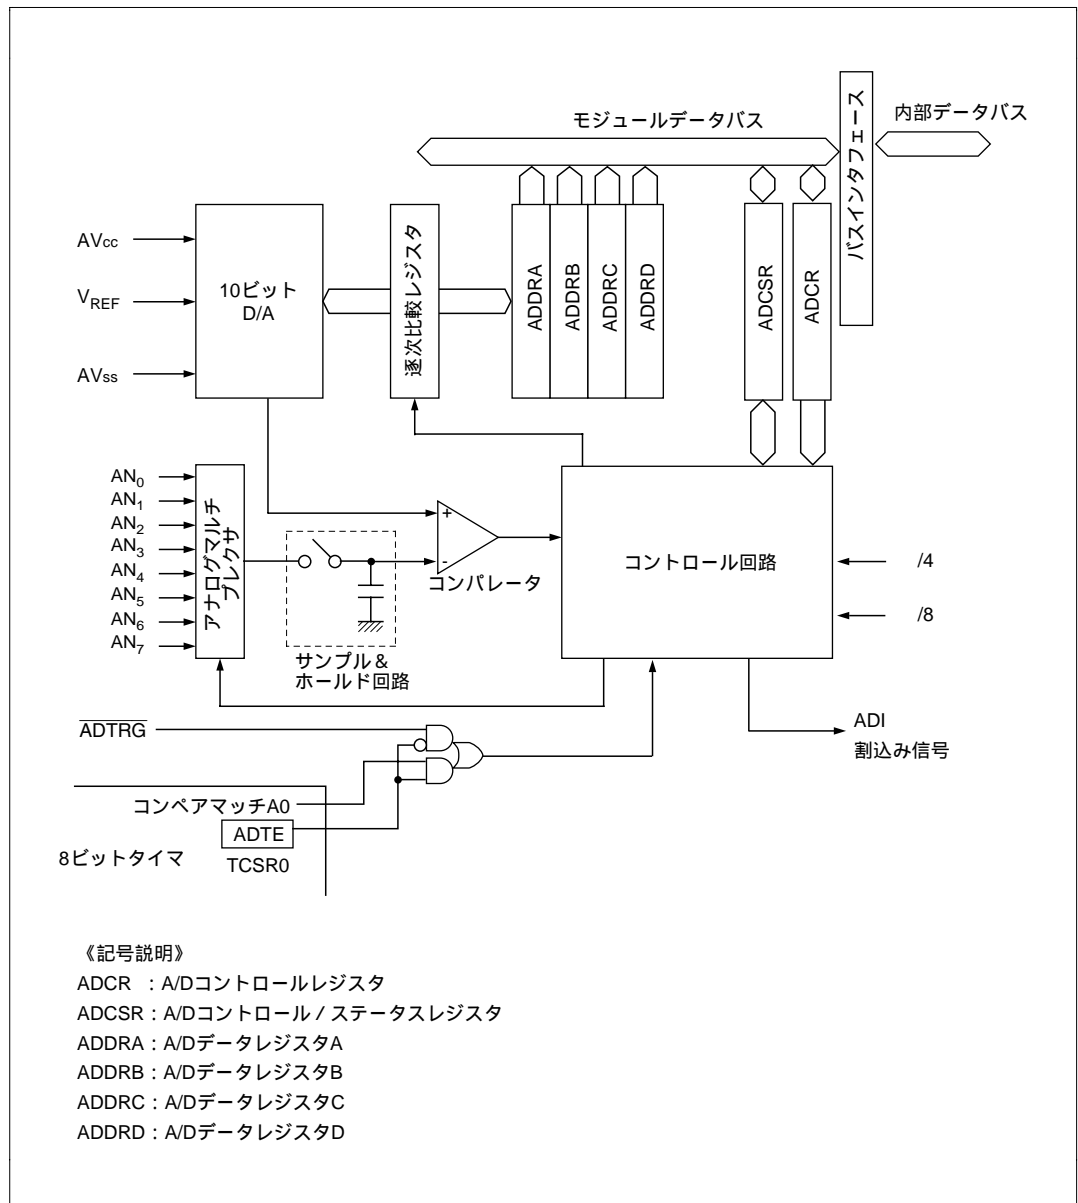 モジュールデータバス
内部データバス
バスインタフェース
AVcc
VREF
AVss
10ビット
D/A
逐次比較レジスタ
ADDRA
ADDRB
ADDRC
ADDRD
ADCSR
ADCR
AN0
AN1
AN2
AN3
AN4
AN5
AN6
AN7
アナログマルチ
プレクサ
+
-
コンパレータ
サンプル&
ホールド回路
コントロール回路
/4
/8
ADTRG
ADI
割込み信号
コンペアマッチA0
ADTE
8ビットタイマ
TCSR0
《記号説明》
ADCR :A/Dコントロールレジスタ
ADCSR:A/Dコントロール/ステータスレジスタ
ADDRA:A/DデータレジスタA
ADDRB:A/DデータレジスタB
ADDRC:A/DデータレジスタC
ADDRD:A/DデータレジスタD